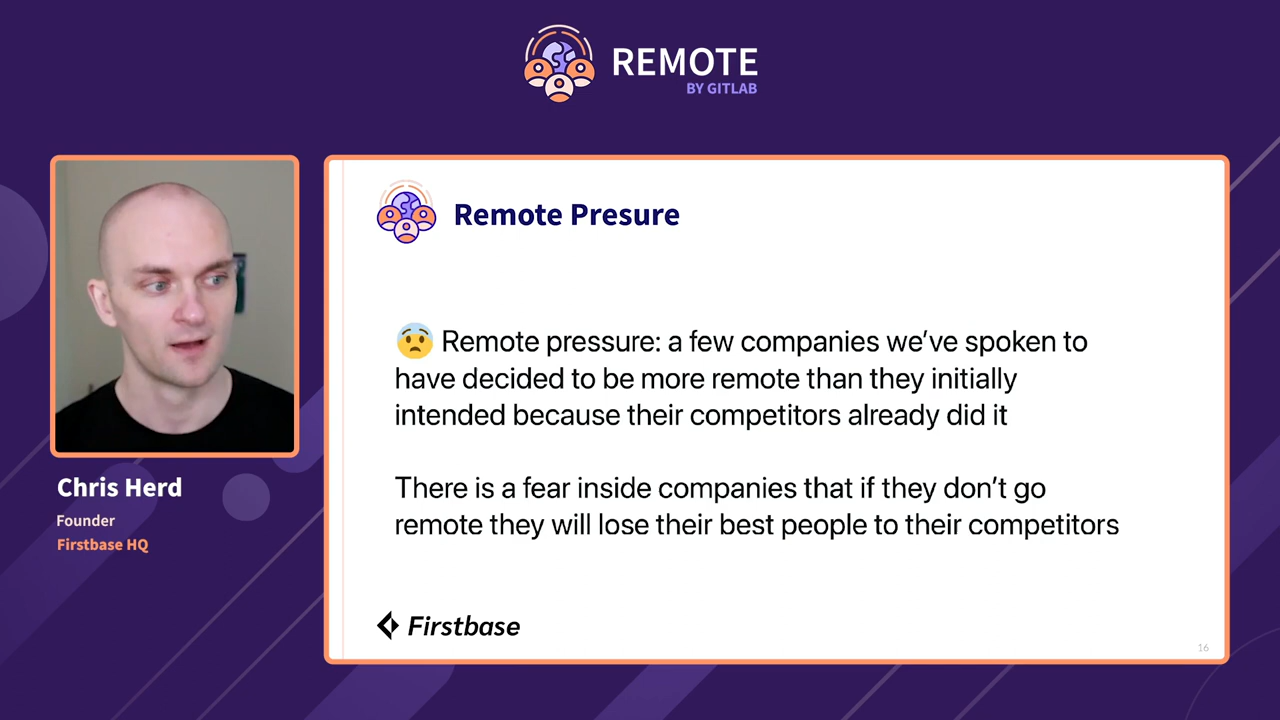 REMOTE
BY GITLAB
Remote Presure
😨 Remote pressure: a few companies we've spoken to
have decided to be more remote than they initially
intended because their competitors already did it
There is a fear inside companies that if they don't go
remote they will lose their best people to their competitors
Firstbase
16
Chris Herd
Founder
Firstbase HQ